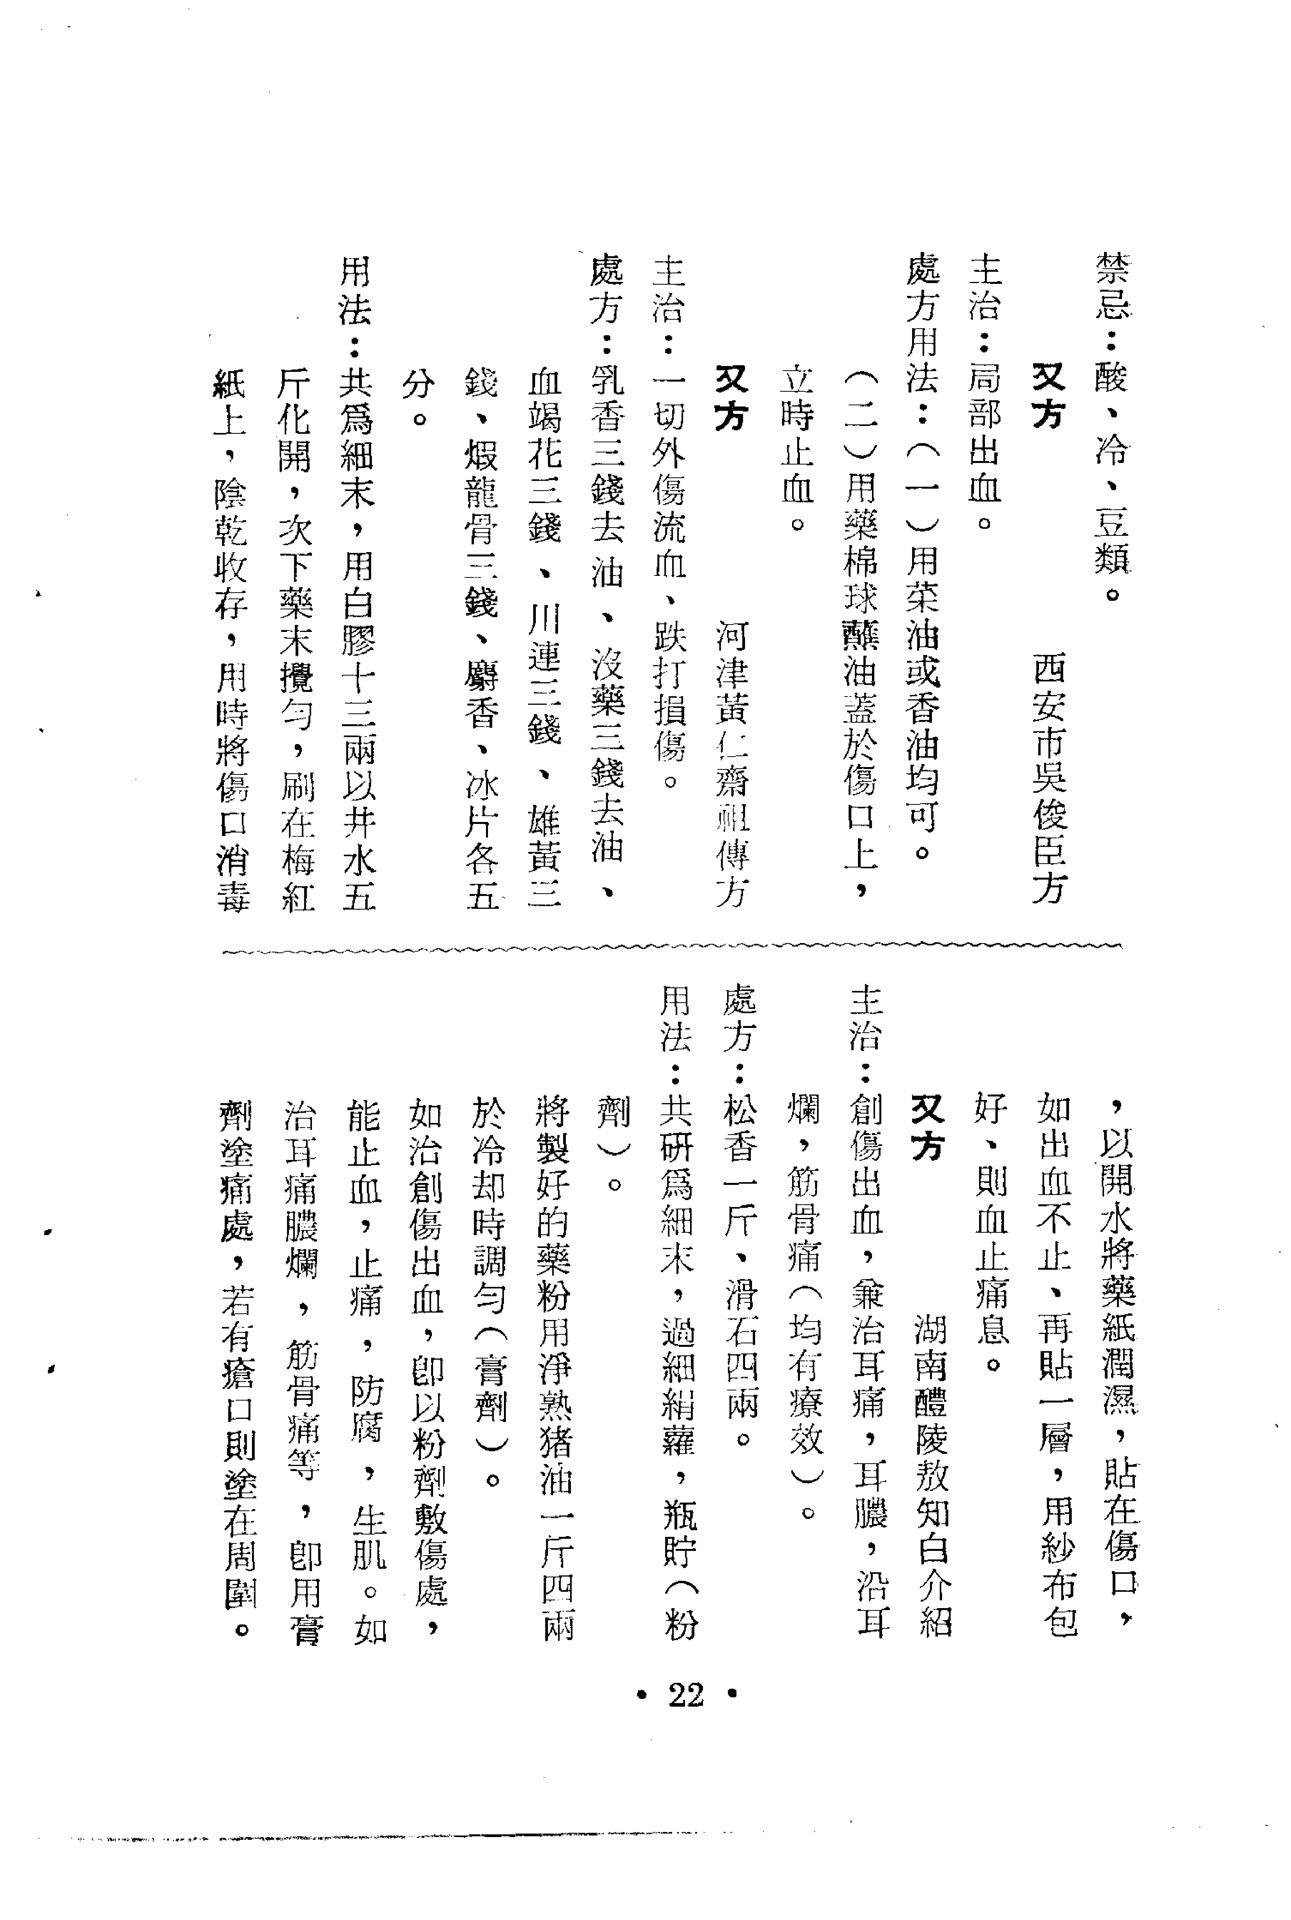 禁忌：酸、冷、豆類。
又方　西安市吳俊臣方
主治：局部出血。
處方用法：（一）用菜油或香油均可。
（二）用藥棉球蘸油蓋於傷口上，
立時止血。
又方　河津黃仁齋祖傳方
主治：一切外傷流血、跌打損傷。
處方：乳香三錢去油、沒藥三錢去油、
血竭花三錢、川連三錢、雄黃三
錢、煆龍骨三錢、麝香、冰片各五
分。
用法：共爲細末，用白膠十三兩以井水五
斤化開，次下藥末攪勻，刷在梅紅
紙上，陰乾收存，用時將傷口消毒
，以開水將藥紙潤濕，貼在傷口，
如出血不止、再貼一層，用紗布包
好、則血止痛息。
又方　湖南醴陵敖知白介紹
主治：創傷出血，兼治耳痛，耳膿，沿耳
爛，筋骨痛（均有療效）。
處方：松香一斤、滑石四兩。
用法：共研爲細末，過細絹蘿，瓶貯（粉
劑）。
將製好的藥粉用淨熟猪油一斤四兩
於冷却時調勻（膏劑）。
如治創傷出血，卽以粉劑敷傷處，
能止血，止痛，防腐，生肌。如
治耳痛膿爛，筋骨痛等，卽用膏
劑塗痛處，若有瘡口則塗在周圍。
• 22 •